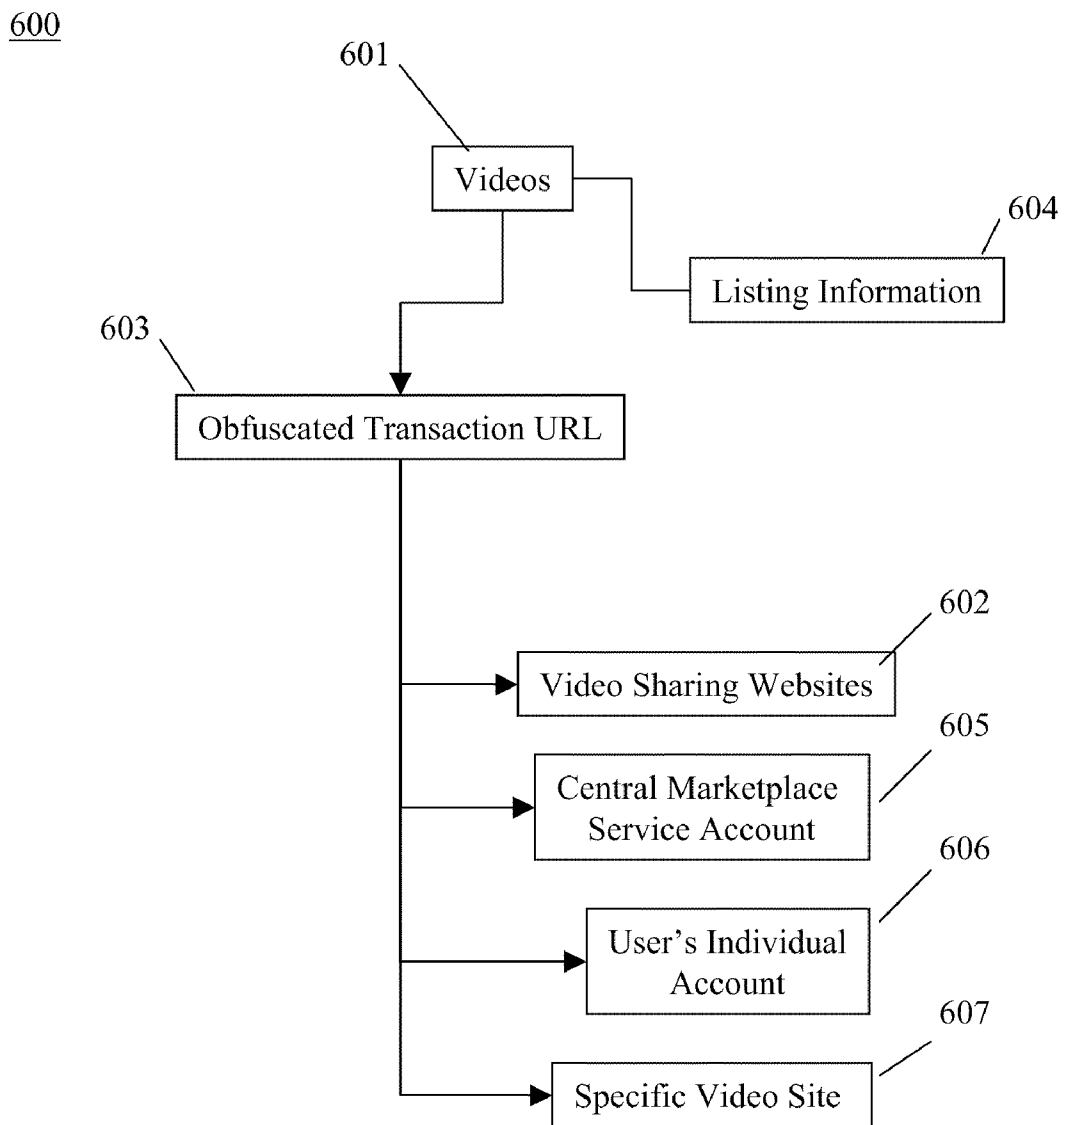 600
601
Videos
604
Listing Information
603
Obfuscated Transaction URL
602
Video Sharing Websites
605
Central Marketplace
Service Account
606
User’s Individual
Account
607
Specific Video Site